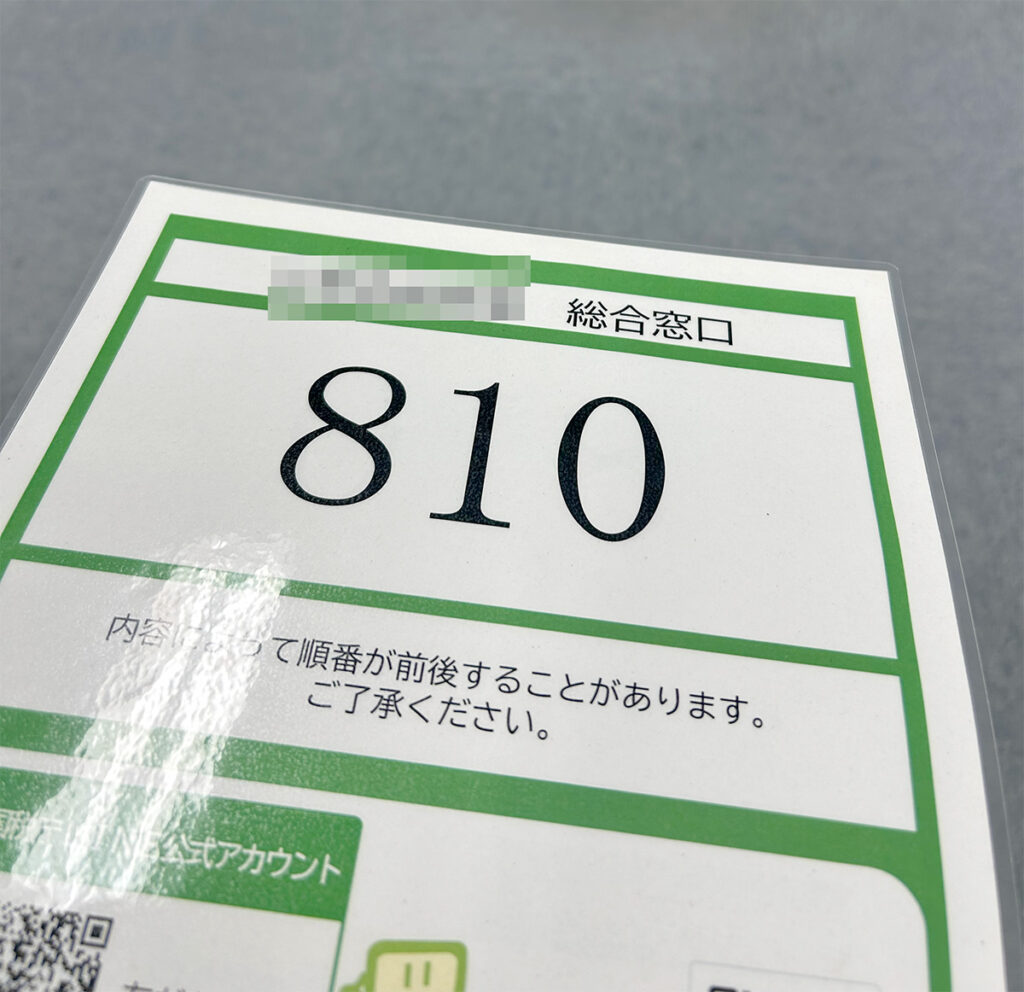 総合窓口
810
内容によって順番が前後することがあります。
ご了承ください。
公式アカウント